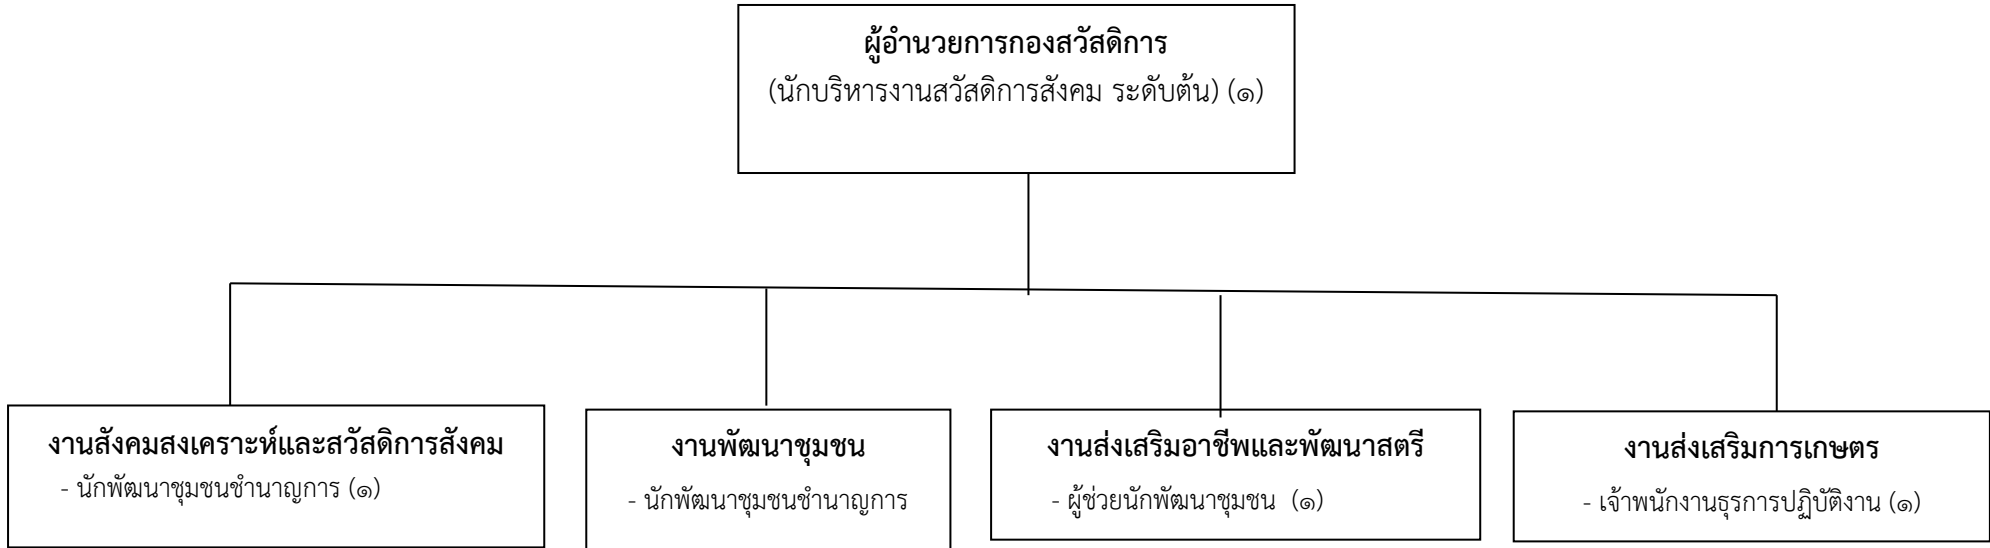 ผู้อำนวยการกองสวัสดิการ
(นักบริหารงานสวัสดิการสังคม ระดับต้น) (๑)
งานสังคมสงเคราะห์และสวัสดิการสังคม
- นักพัฒนาชุมชนชำนาญการ (๑)
งานพัฒนาชุมชน
- นักพัฒนาชุมชนชำนาญการ
งานส่งเสริมอาชีพและพัฒนาสตรี
- ผู้ช่วยนักพัฒนาชุมชน (๑)
งานส่งเสริมการเกษตร
- เจ้าพนักงานธุรการปฏิบัติงาน (๑)